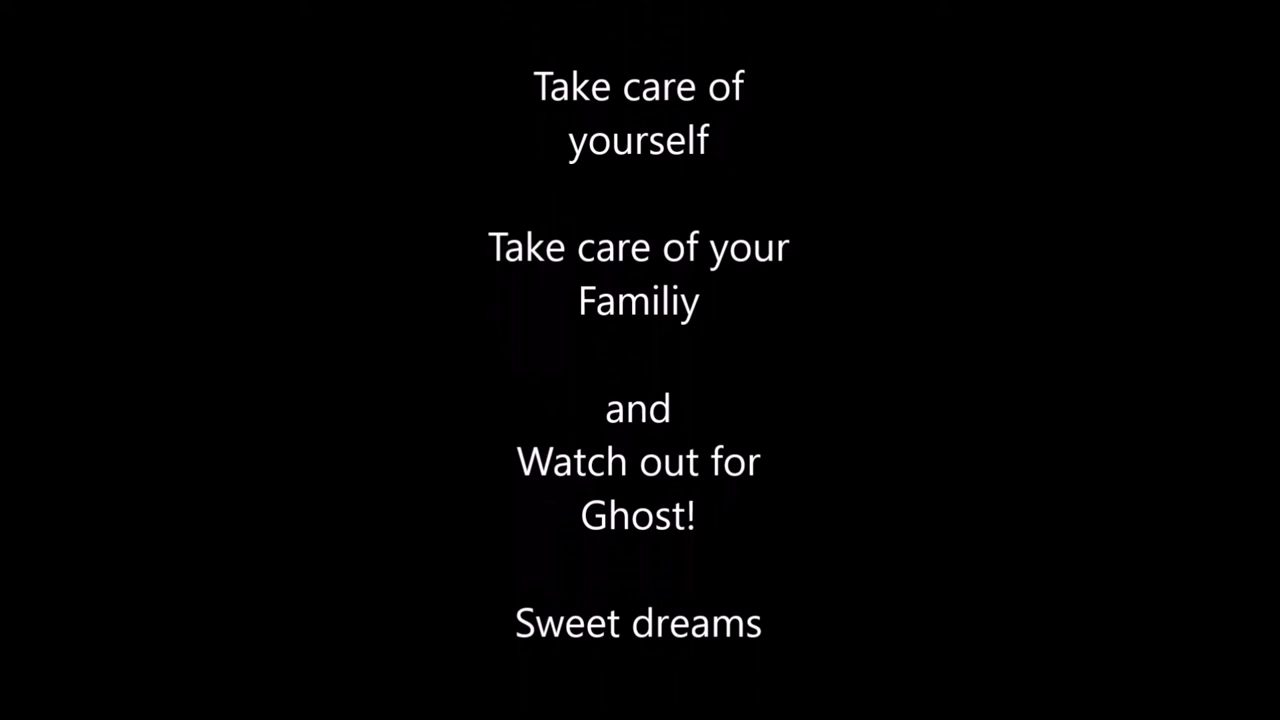 Take care of
yourself
Take care of your
Familiy
and
Watch out for
Ghost!
Sweet dreams